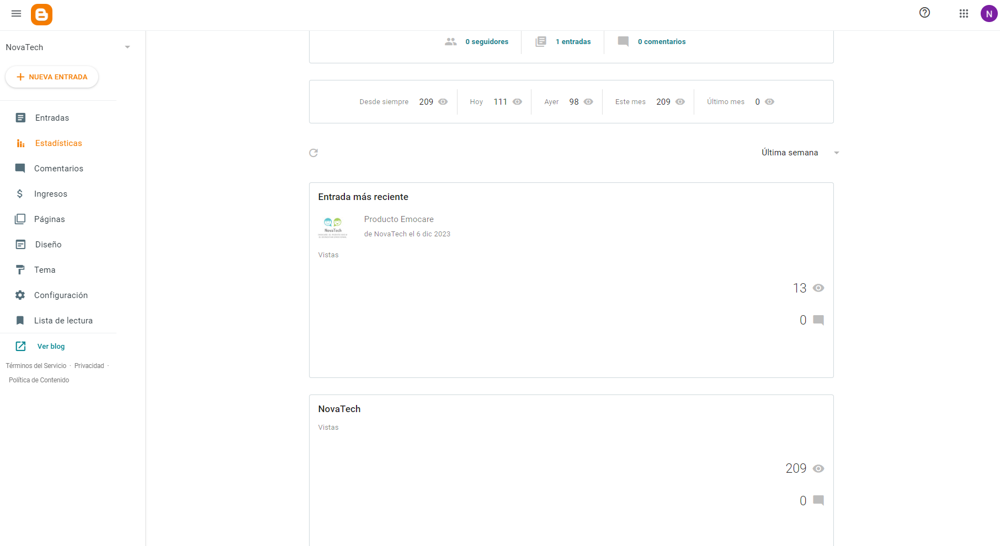 N
NovaTech
NUEVA ENTRADA
Entradas
Estadísticas
Comentarios
Ingresos
Páginas
Diseño
Tema
Configuración
Lista de lectura
Ver blog
Términos del Servicio · Privacidad ·
Política de Contenido
0 seguidores 1 entradas 0 comentarios
Desde siempre 209 Hoy 111 Ayer 98 Este mes 209 Último mes 0
Última semana
Entrada más reciente
NovaTech
Producto Emocare
de NovaTech el 6 dic 2023
Vistas
13
0
NovaTech
Vistas
209
0